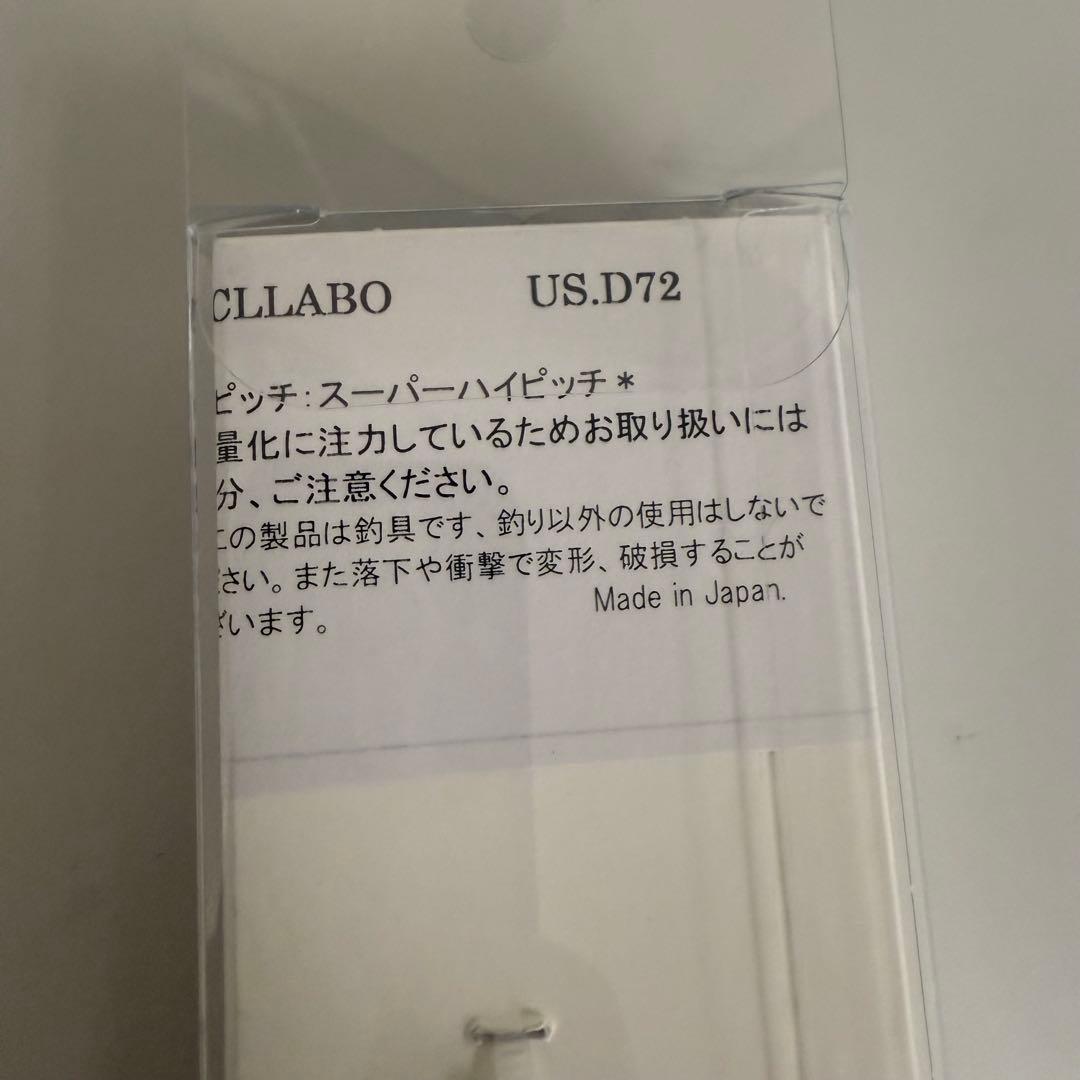 CLLABO US.D72
ピッチ：スーパーハイピッチ＊
量化に注力しているためお取り扱いには
分、ご注意ください。
この製品は釣具です、釣り以外の使用はしないで
ださい。また落下や衝撃で変形、破損することが
ざいます。
Made in Japan.